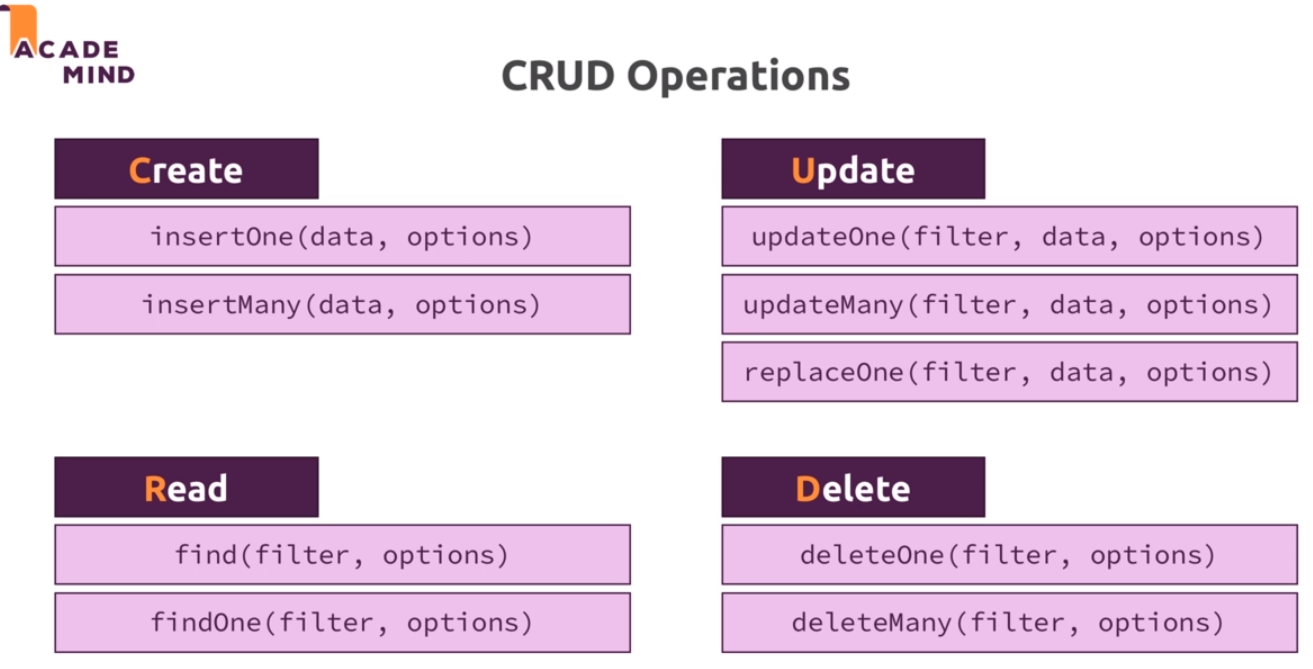 ACADE
MIND
CRUD Operations
Create
insertOne(data, options)
insertMany(data, options)
Update
updateOne(filter, data, options)
updateMany(filter, data, options)
replaceOne(filter, data, options)
Read
find(filter, options)
findOne(filter, options)
Delete
deleteOne(filter, options)
deleteMany(filter, options)